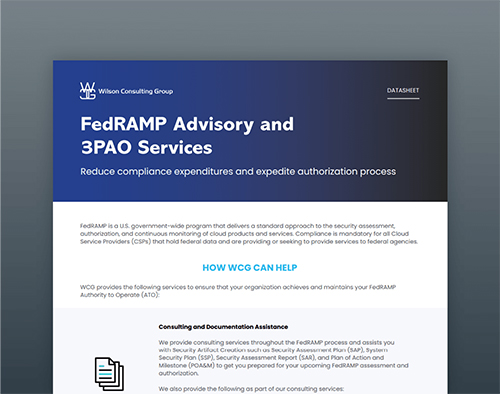 Wilson Consulting Group
DATASHEET
FedRAMP Advisory and
3PAO Services
Reduce compliance expenditures and expedite authorization process
FedRAMP is a U.S. government-wide program that delivers a standard approach to the security assessment,
authorization, and continuous monitoring of cloud products and services. Compliance is mandatory for all Cloud
Service Providers (CSPs) that hold federal data and are providing or seeking to provide services to federal agencies.
HOW WCG CAN HELP
WCG provides the following services to ensure that your organization achieves and maintains your FedRAMP
Authority to Operate (ATO):
Consulting and Documentation Assistance
We provide consulting services throughout the FedRAMP process and assists you
with Security Artifact Creation such as Security Assessment Plan (SAP), System
Security Plan (SSP), Security Assessment Report (SAR), and Plan of Action and
Milestone (POA&M) to get you prepared for your upcoming FedRAMP assessment and
authorization.
We also provide the following as part of our consulting services: